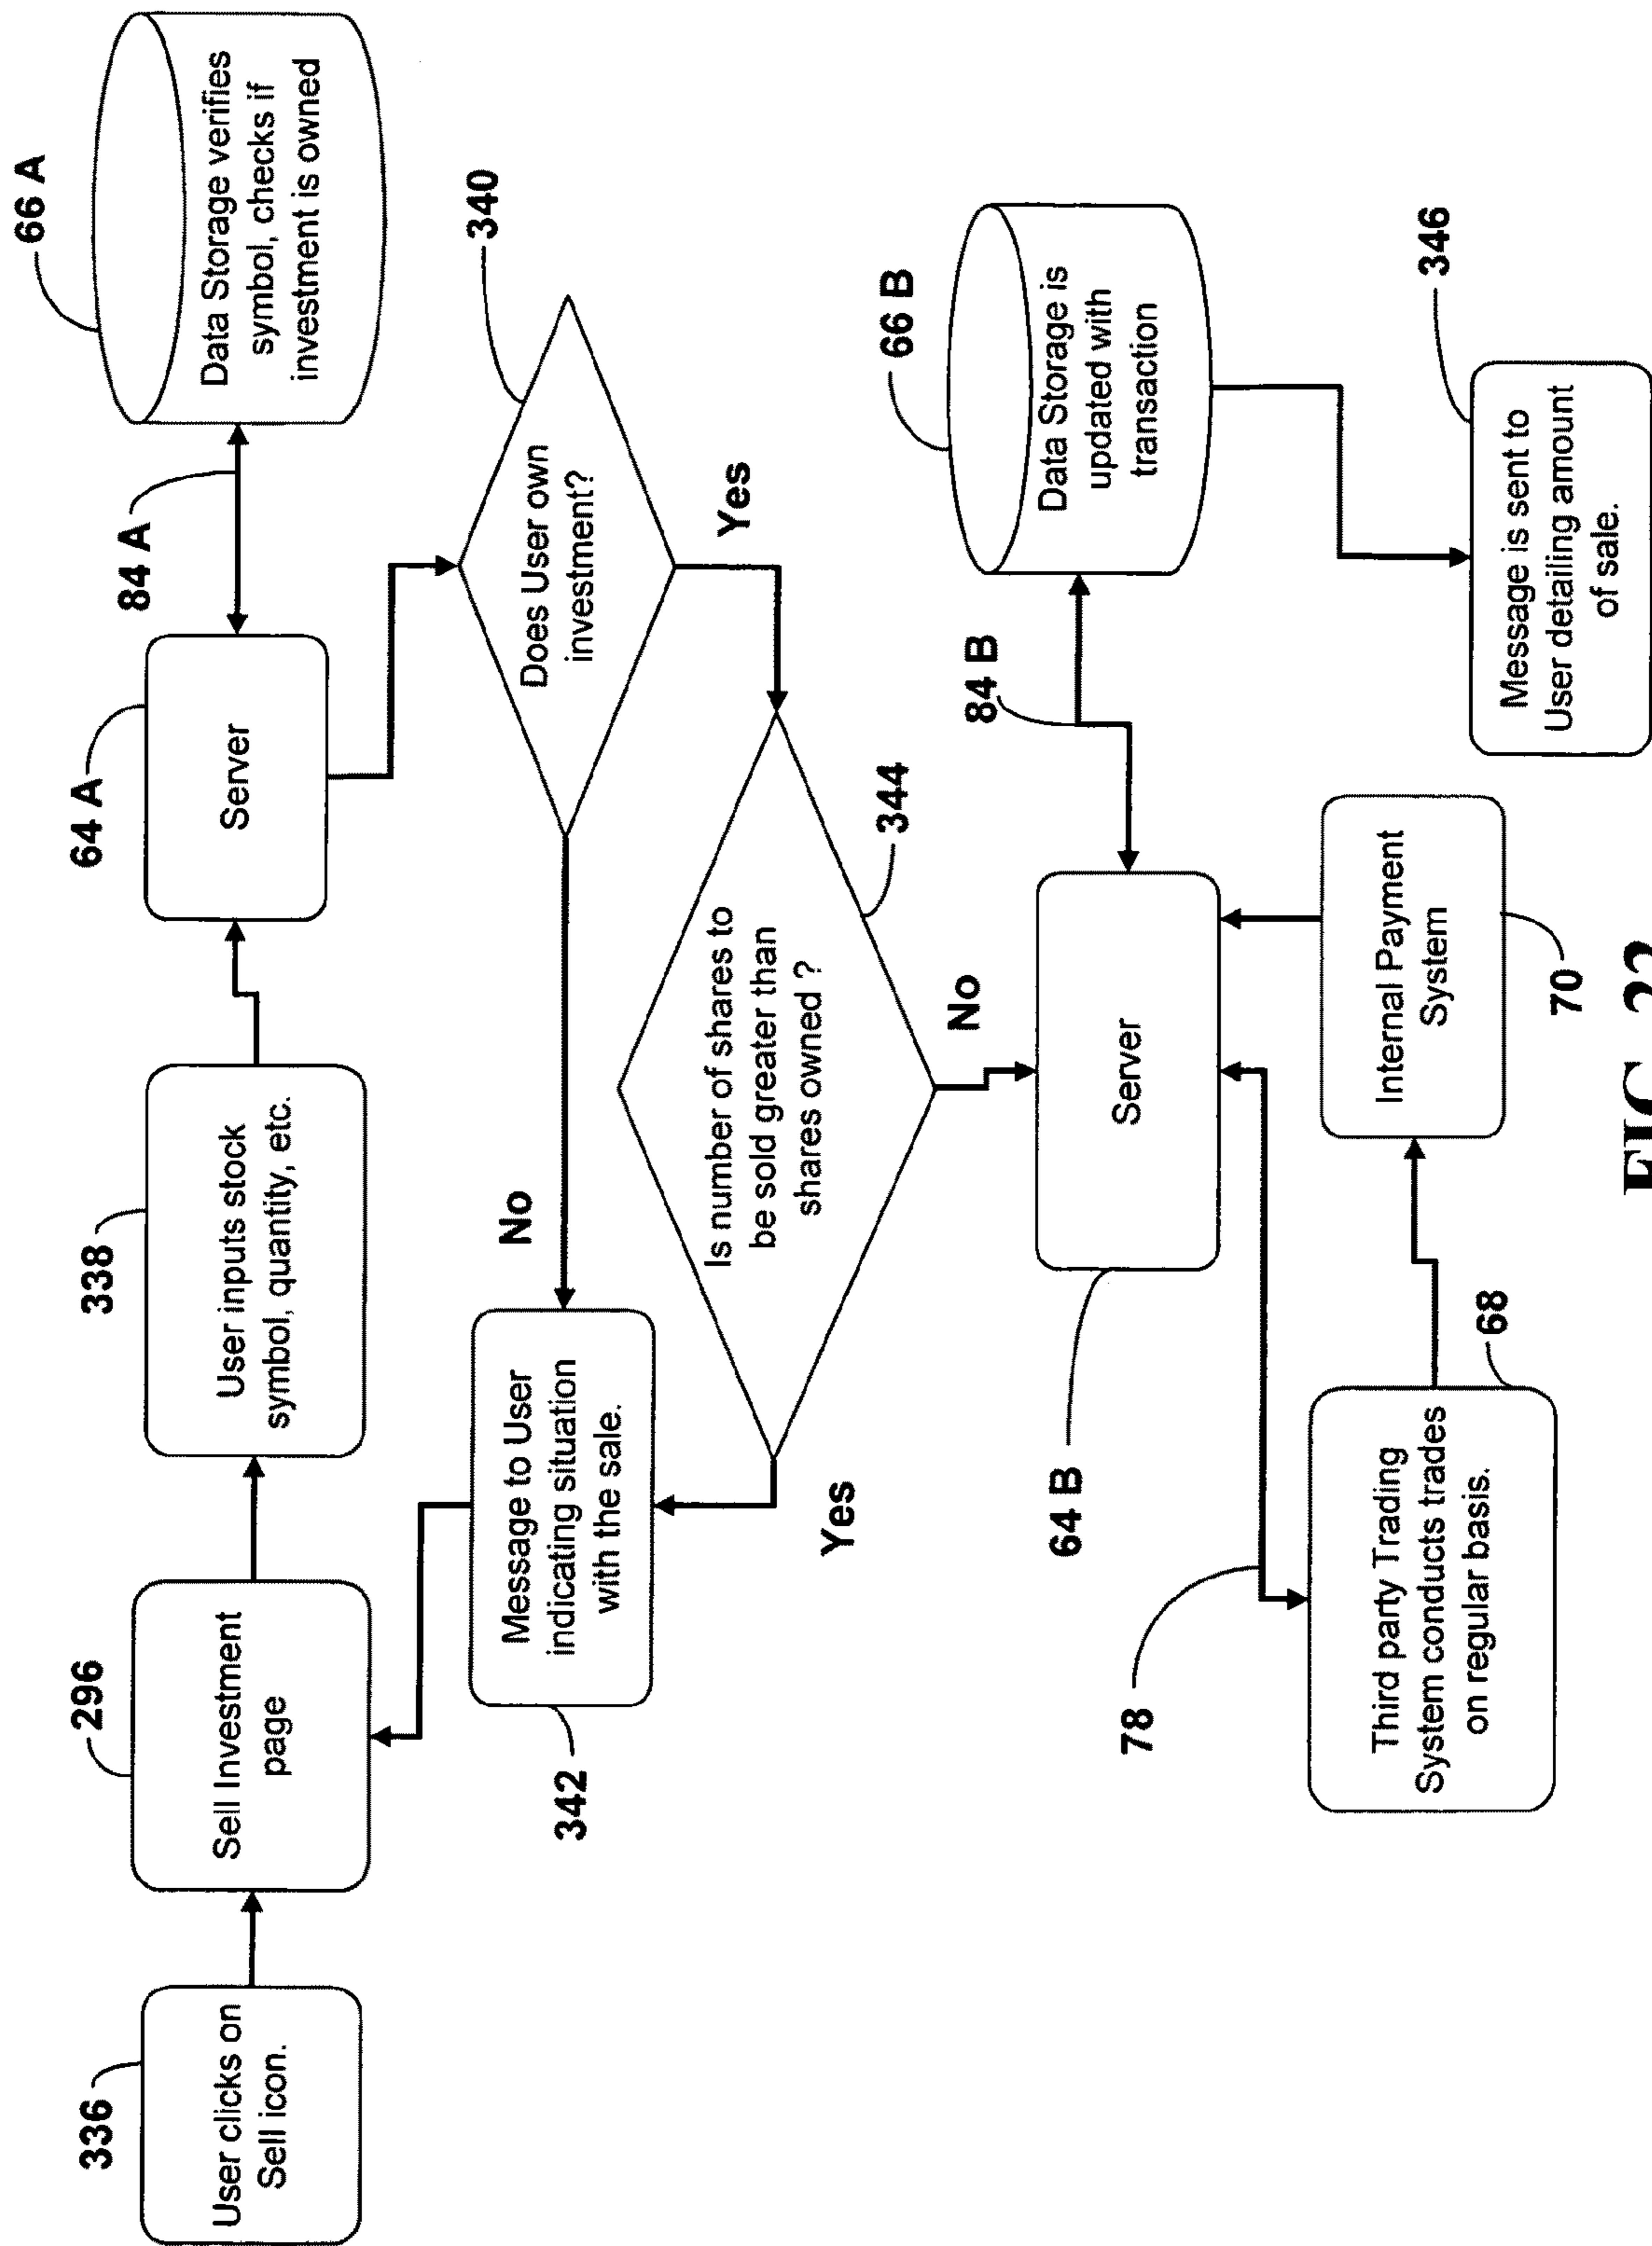 336
User clicks on
Sell icon.
296
Sell Investment
page
338
User inputs stock
symbol, quantity, etc.
64 A
Server
84 A
66 A
Data Storage verifies
symbol, checks if
investment is owned
342
Message to User
indicating situation
with the sale.
No
Does User own
investment?
340
Yes
Is number of shares to
be sold greater than
shares owned ?
344
Yes
No
64 B
Server
84 B
66 B
Data Storage is
updated with
transaction
78
Third party Trading
System conducts trades
on regular basis.
68
Internal Payment
System
70
Message is sent to
User detailing amount
of sale.
346